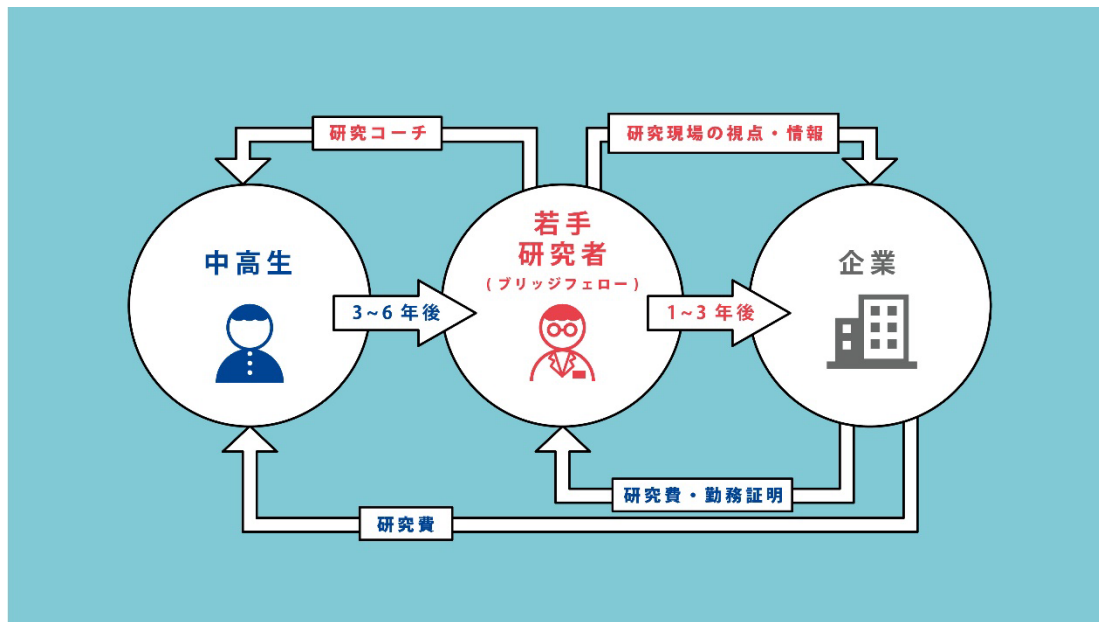 研究コーチ
研究現場の視点・情報
中高生
若手
研究者
(ブリッジフェロー)
企業
3~6 年後
1~3 年後
研究費・勤務証明
研究費